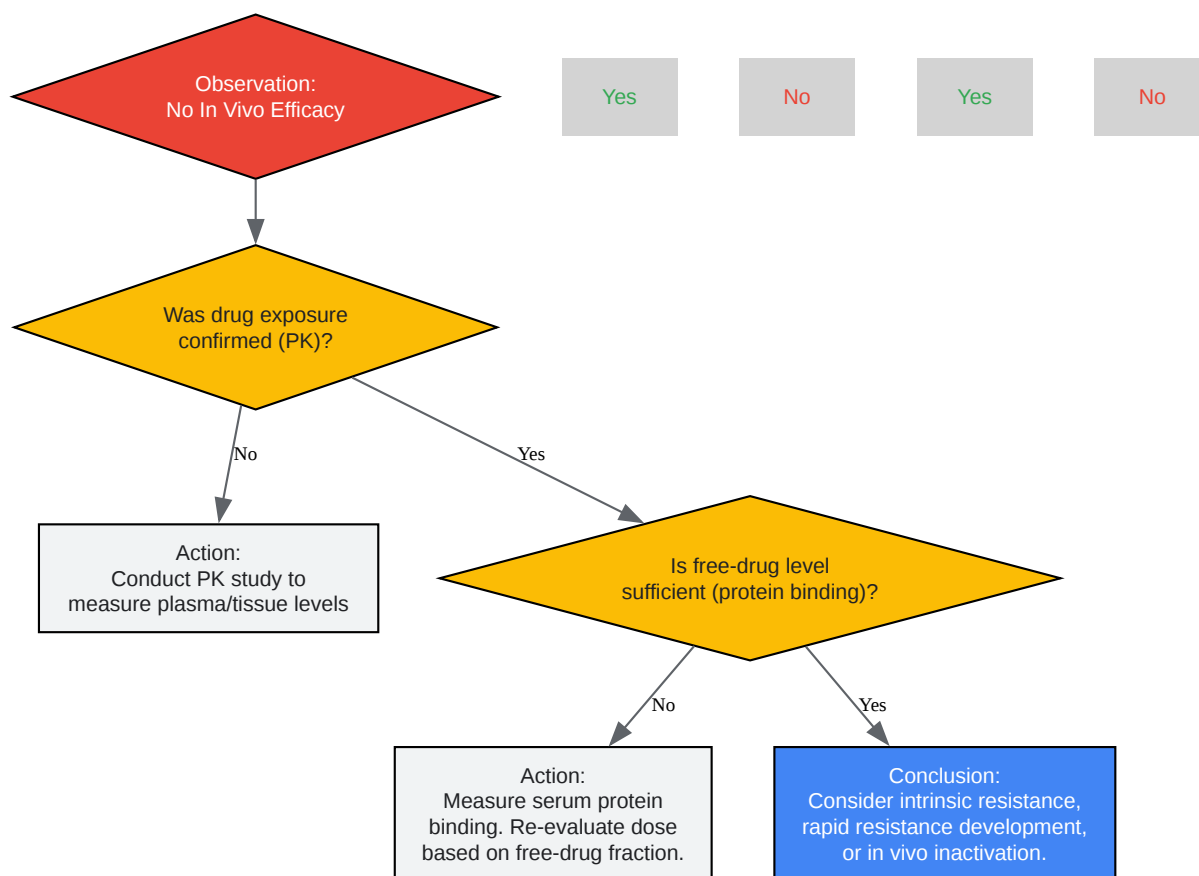 Observation:
No In Vivo Efficacy
Yes
No
Yes
No
Was drug exposure
confirmed (PK)?
No
Yes
Action:
Conduct PK study to
measure plasma/tissue levels
Is free-drug level
sufficient (protein binding)?
No
Yes
Action:
Measure serum protein
binding. Re-evaluate dose
based on free-drug fraction.
Conclusion:
Consider intrinsic resistance,
rapid resistance development,
or in vivo inactivation.